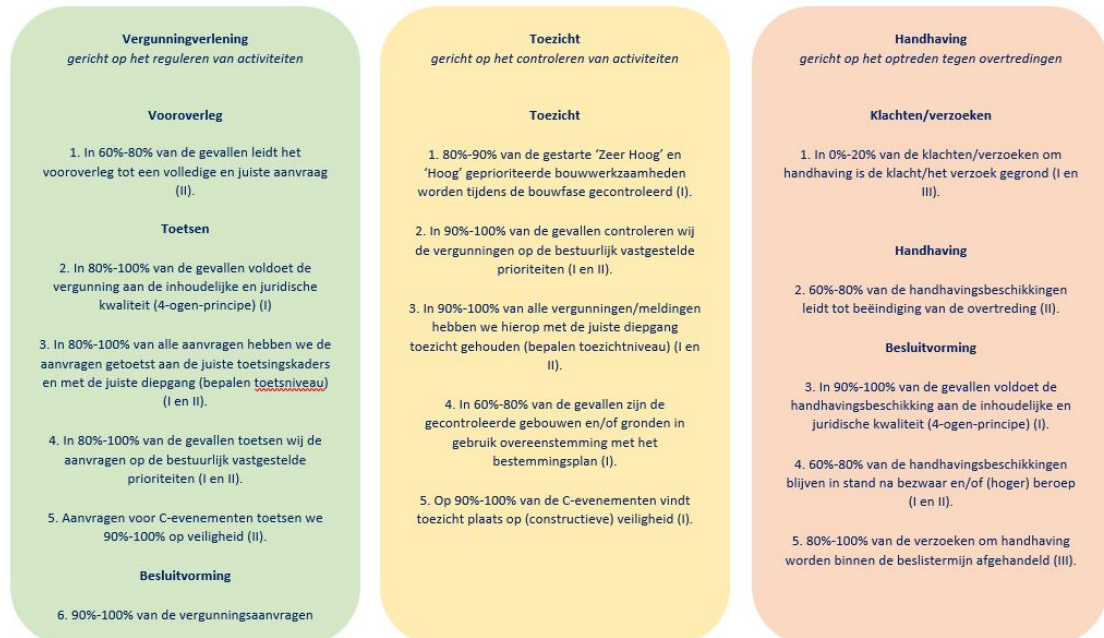 Vergunningverlening
gericht op het reguleren van activiteiten
Vooroverleg
1. In 60%-80% van de gevallen leidt het
vooroverleg tot een volledige en juiste aanvraag
(II).
Toetsen
2. In 80%-100% van de gevallen voldoet de
vergunning aan de inhoudelijke en juridische
kwaliteit (4-ogen-principe) (I)
3. In 80%-100% van alle aanvragen hebben we de
aanvragen getoetst aan de juiste toetsingskaders
en met de juiste diepgang (bepalen toetsniveau)
(I en II).
4. In 80%-100% van de gevallen toetsen wij de
aanvragen op de bestuurlijk vastgestelde
prioriteiten (I en II).
5. Aanvragen voor C-evenementen toetsen we
90%-100% op veiligheid (II).
Besluitvorming
6. 90%-100% van de vergunningsaanvragen
Toezicht
gericht op het controleren van activiteiten
Toezicht
1. 80%-90% van de gestarte ‘Zeer Hoog’ en
‘Hoog’ geprioriteerde bouwwerkzaamheden
worden tijdens de bouwfase gecontroleerd (I).
2. In 90%-100% van de gevallen controleren wij
de vergunningen op de bestuurlijk vastgestelde
prioriteiten (I en II).
3. In 90%-100% van alle vergunningen/meldingen
hebben we hierop met de juiste diepgang
toezicht gehouden (bepalen toezichtniveau) (I en
II).
4. In 60%-80% van de gevallen zijn de
gecontroleerde gebouwen en/of gronden in
gebruik overeenstemming met het
bestemmingsplan (I).
5. Op 90%-100% van de C-evenementen vindt
toezicht plaats op (constructieve) veiligheid (I).
Handhaving
gericht op het optreden tegen overtredingen
Klachten/verzoeken
1. In 0%-20% van de klachten/verzoeken om
handhaving is de klacht/het verzoek gegrond (I en
III).
Handhaving
2. 60%-80% van de handhavingsbeschikkingen
leidt tot beëindiging van de overtreding (II).
Besluitvorming
3. In 90%-100% van de gevallen voldoet de
handhavingsbeschikking aan de inhoudelijke en
juridische kwaliteit (4-ogen-principe) (I).
4. 60%-80% van de handhavingsbeschikkingen
blijven in stand na bezwaar en/of (hoger) beroep
(I en II).
5. 80%-100% van de verzoeken om handhaving
worden binnen de beslistermijn afgehandeld (III).